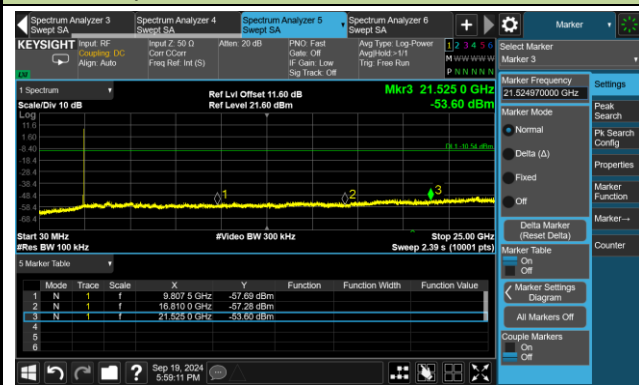 Spectrum Analyzer 3
Swept SA
Spectrum Analyzer 4
Swept SA
Spectrum Analyzer 5
Swept SA
Spectrum Analyzer 6
Swept SA
+
Marker
KEYSIGHT
Input: RF
Coupling: DC
Align: Auto
Input Z: 50 Ω
Corr CCorr
Freq Ref: Int (S)
Atten: 20 dB
PNO: Fast
Gate: Off
IF Gain: Low
Sig Track: Off
Avg Type: Log-Power
Avg|Hold:>1/1
Trig: Free Run
1 2 3 4 5 6
M W W W W W
P N N N N N
LXI
1 Spectrum
Scale/Div 10 dB
Ref Lvl Offset 11.60 dB
Ref Level 21.60 dBm
Mkr3 21.525 0 GHz
-53.60 dBm
Log
11.6
1.60
-8.40
-18.4
-28.4
-38.4
-48.4
-58.4
-68.4
DL1 -10.54 dBm
1
2
3
Start 30 MHz
#Res BW 100 kHz
#Video BW 300 kHz
Stop 25.00 GHz
Sweep 2.39 s (10001 pts)
5 Marker Table
Mode Trace Scale X Y Function Function Width Function Value
1 N 1 f 9.807 5 GHz -57.69 dBm
2 N 1 f 16.810 0 GHz -57.28 dBm
3 N 1 f 21.525 0 GHz -53.60 dBm
4
5
6
Select Marker
Marker 3
Marker Frequency
21.524970000 GHz
Marker Mode
Normal
Delta (Δ)
Fixed
Off
Delta Marker
(Reset Delta)
Marker Table
On
Off
Marker Settings
Diagram
All Markers Off
Couple Markers
On
Off
Settings
Peak
Search
Pk Search
Config
Properties
Marker
Function
Marker→
Counter
?
Sep 19, 2024
5:59:11 PM